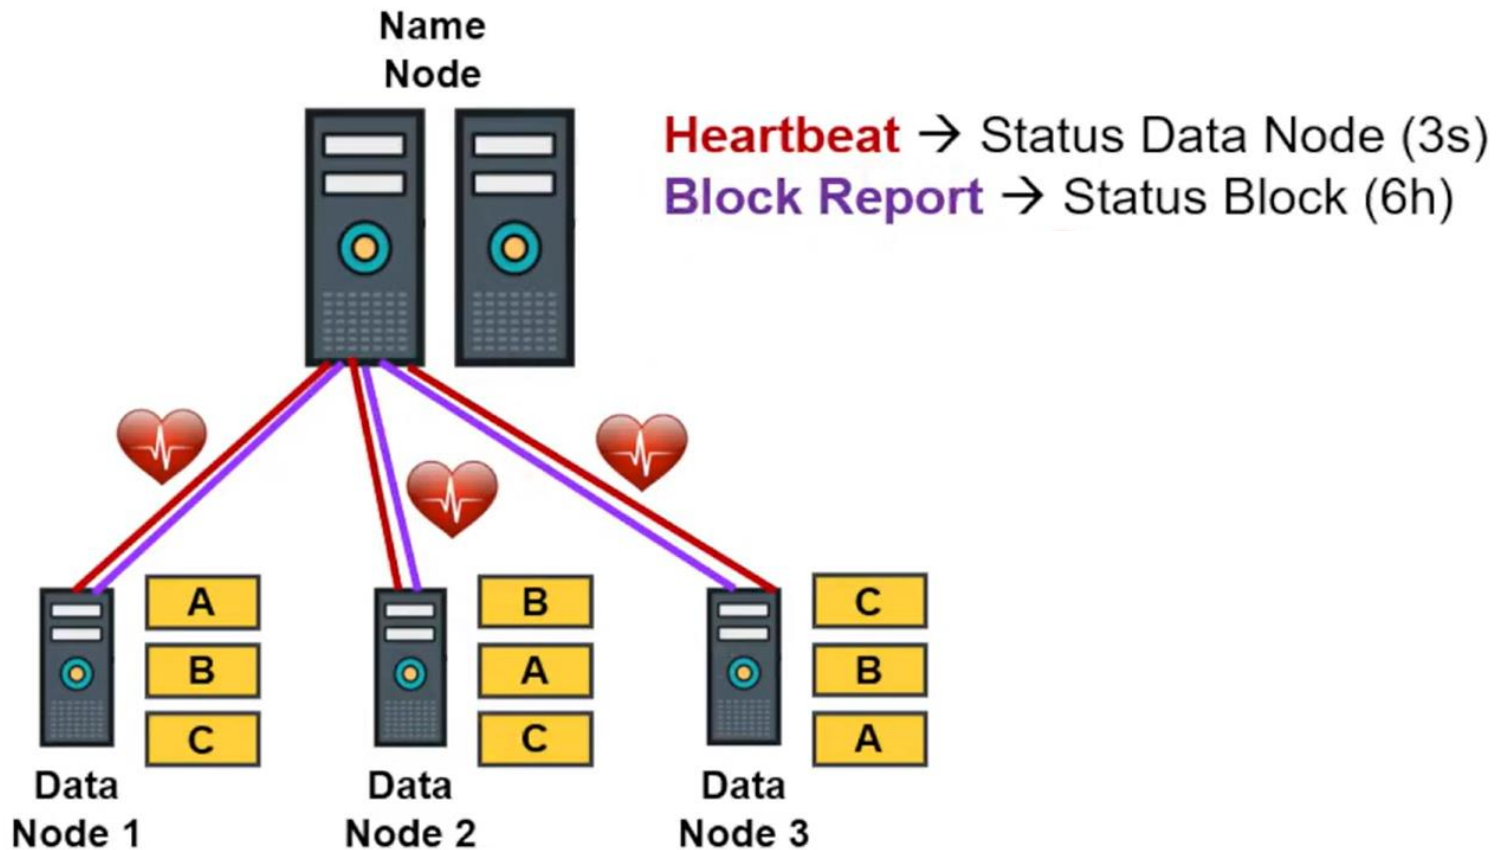 Name
Node
Heartbeat → Status Data Node (3s)
Block Report → Status Block (6h)
A
B
C
B
A
C
C
B
A
Data
Node 1
Data
Node 2
Data
Node 3